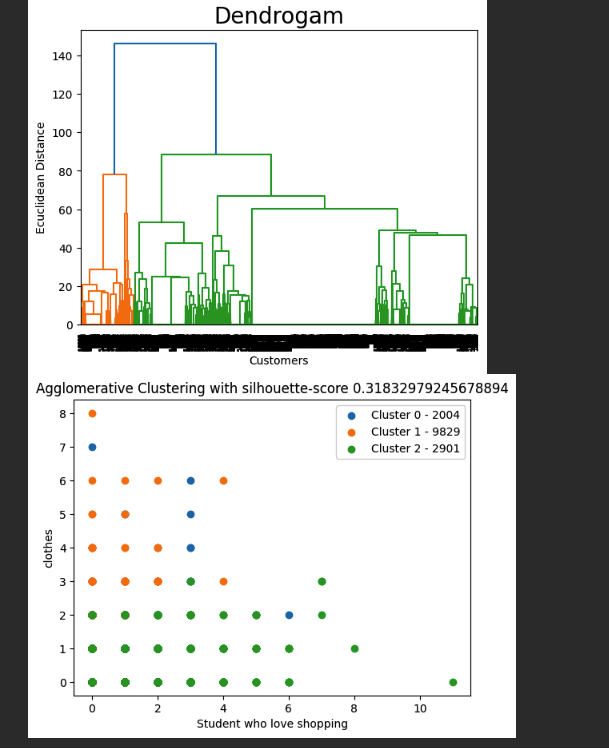 Dendrogam
140
120
100
80
60
40
20
0
Ecuclidean Distance
Customers
Agglomerative Clustering with silhouette-score 0.31832979245678894
Cluster 0 - 2004
Cluster 1 - 9829
Cluster 2 - 2901
8
7
6
5
4
3
2
1
0
clothes
0 2 4 6 8 10
Student who love shopping